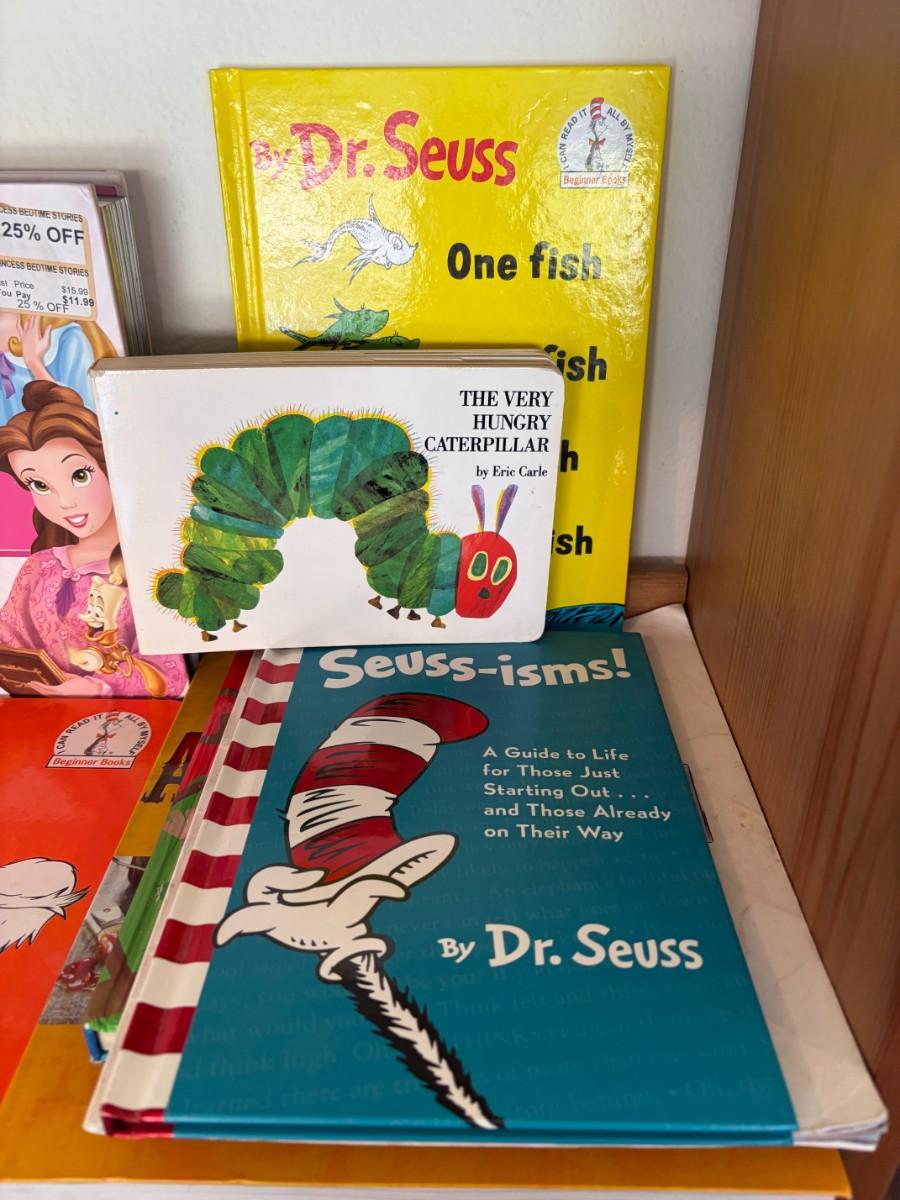 By Dr. Seuss
I CAN READ IT ALL BY MYSELF
Beginner Books
One fish
fish
h
ish
CESS BEDTIME STORIES
25% OFF
NCESS BEDTIME STORIES
st Price $15.99
You Pay $11.99
25 % OFF
THE VERY
HUNGRY
CATERPILLAR
by Eric Carle
I CAN READ IT ALL BY MYSELF
Beginner Books
A
Seuss-isms!
A Guide to Life
for Those Just
Starting Out . . .
and Those Already
on Their Way
By Dr. Seuss